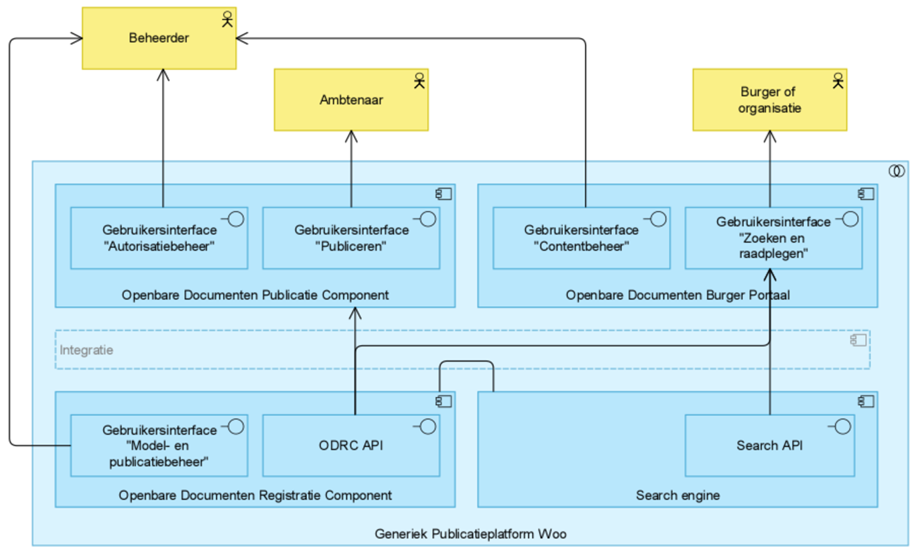 Beheerder
Ambtenaar
Burger of
organisatie
Gebruikersinterface
"Autorisatiebeheer"
Gebruikersinterface
"Publiceren"
Openbare Documenten Publicatie Component
Gebruikersinterface
"Contentbeheer"
Gebruikersinterface
"Zoeken en
raadplegen"
Openbare Documenten Burger Portaal
Integratie
Gebruikersinterface
"Model- en
publicatiebeheer"
ODRC API
Openbare Documenten Registratie Component
Search API
Search engine
Generiek Publicatieplatform Woo